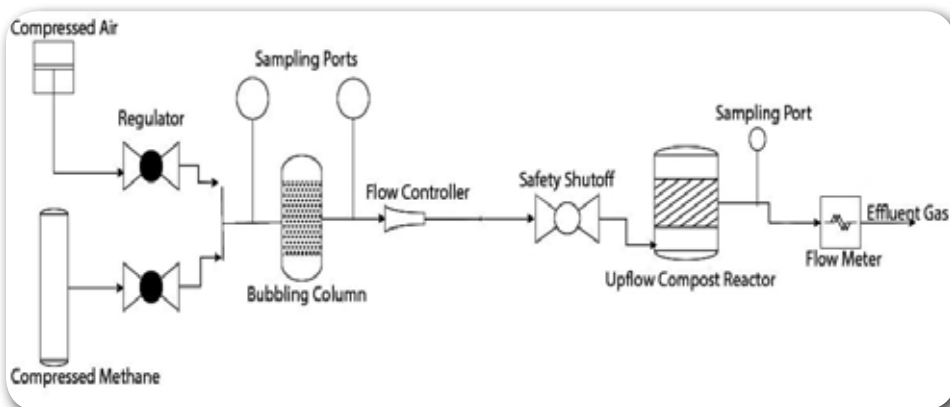 Compressed Air
Sampling Ports
Regulator
Sampling Port
Flow Controller
Safety Shutoff
Effluent Gas
Flow Meter
Upflow Compost Reactor
Bubbling Column
Compressed Methane